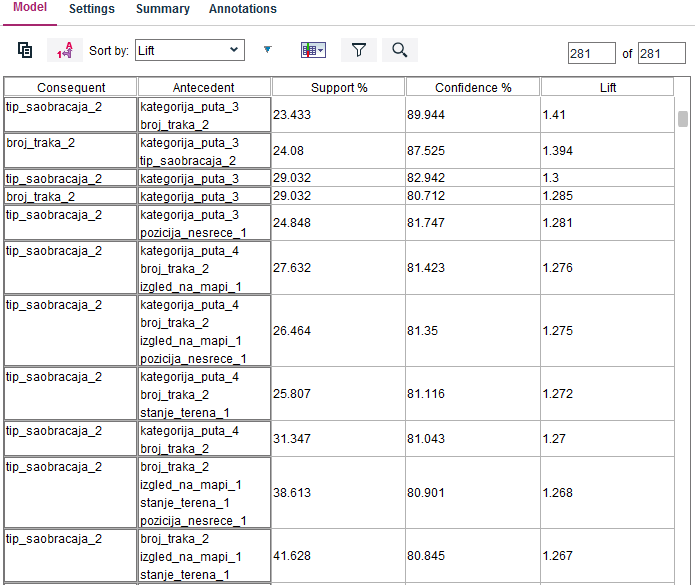 Model Settings Summary Annotations
Sort by: Lift 281 of 281
Consequent Antecedent Support % Confidence % Lift
tip_saobracaja_2 kategorija_puta_3 23.433 89.944 1.41
broj_traka_2
broj_traka_2 kategorija_puta_3 24.08 87.525 1.394
tip_saobracaja_2
tip_saobracaja_2 kategorija_puta_3 29.032 82.942 1.3
broj_traka_2 kategorija_puta_3 29.032 80.712 1.285
tip_saobracaja_2 kategorija_puta_3 24.848 81.747 1.281
pozicija_nesrece_1
tip_saobracaja_2 kategorija_puta_4 27.632 81.423 1.276
broj_traka_2
izgled_na_mapi_1
tip_saobracaja_2 kategorija_puta_4 26.464 81.35 1.275
broj_traka_2
izgled_na_mapi_1
pozicija_nesrece_1
tip_saobracaja_2 kategorija_puta_4 25.807 81.116 1.272
broj_traka_2
stanje_terena_1
tip_saobracaja_2 kategorija_puta_4 31.347 81.043 1.27
broj_traka_2
tip_saobracaja_2 broj_traka_2 38.613 80.901 1.268
izgled_na_mapi_1
stanje_terena_1
pozicija_nesrece_1
tip_saobracaja_2 broj_traka_2 41.628 80.845 1.267
izgled_na_mapi_1
stanje_terena_1